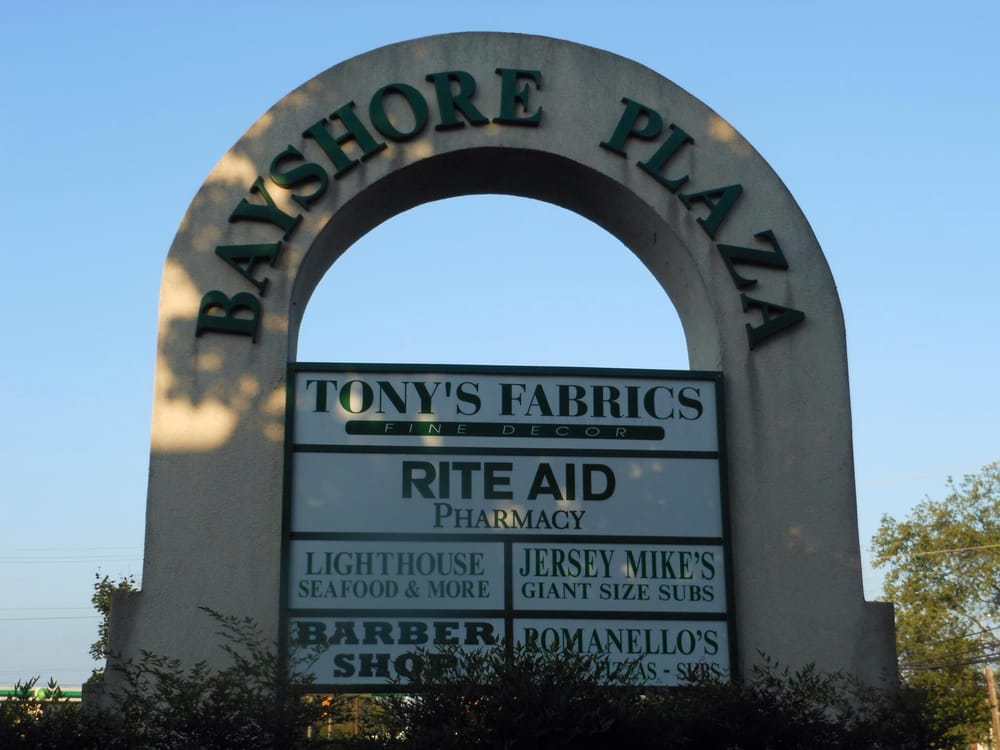 BAYSHORE PLAZA
TONY'S FABRICS
FINE DECOR
RITE AID
PHARMACY
LIGHTHOUSE
SEAFOOD & MORE
JERSEY MIKE'S
GIANT SIZE SUBS
BARBER
SHOP
ROMANELLO'S
PIZZAS - SUBS